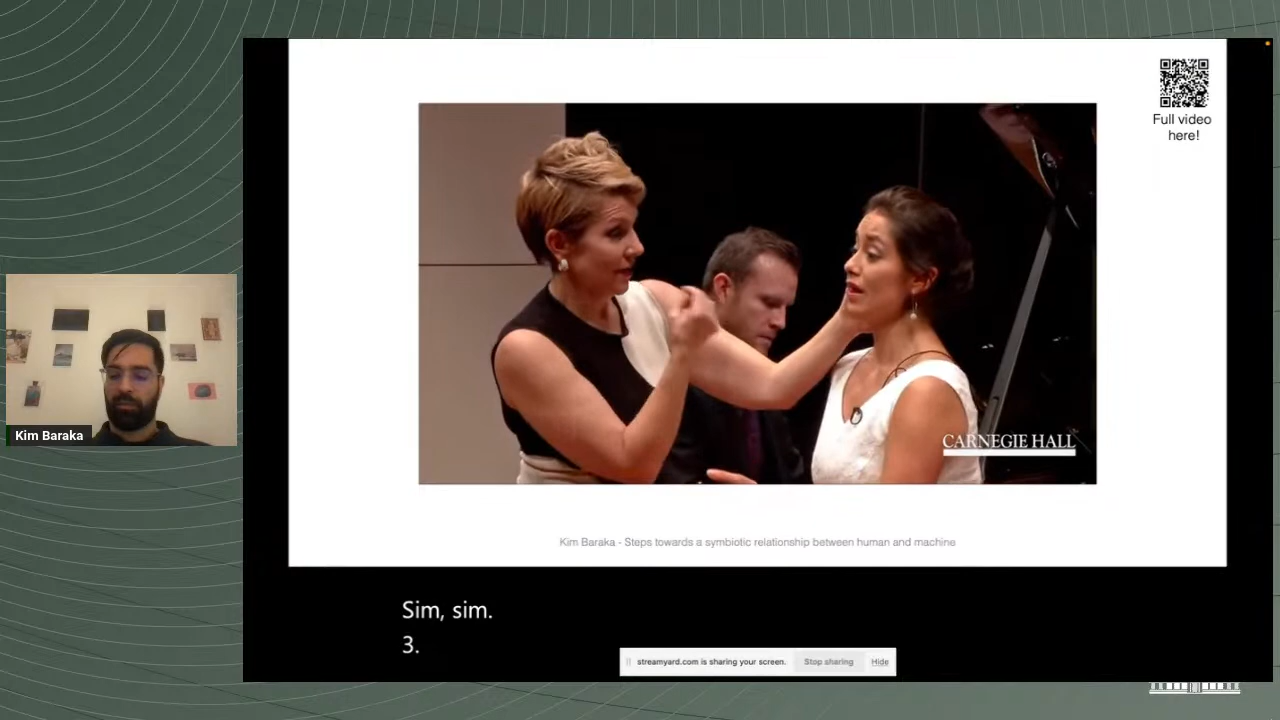 Full video
here!
CARNEGIE HALL
Kim Baraka
Kim Baraka - Steps towards a symbiotic relationship between human and machine
Sim, sim.
3.
streamyard.com is sharing your screen. Stop sharing Hide